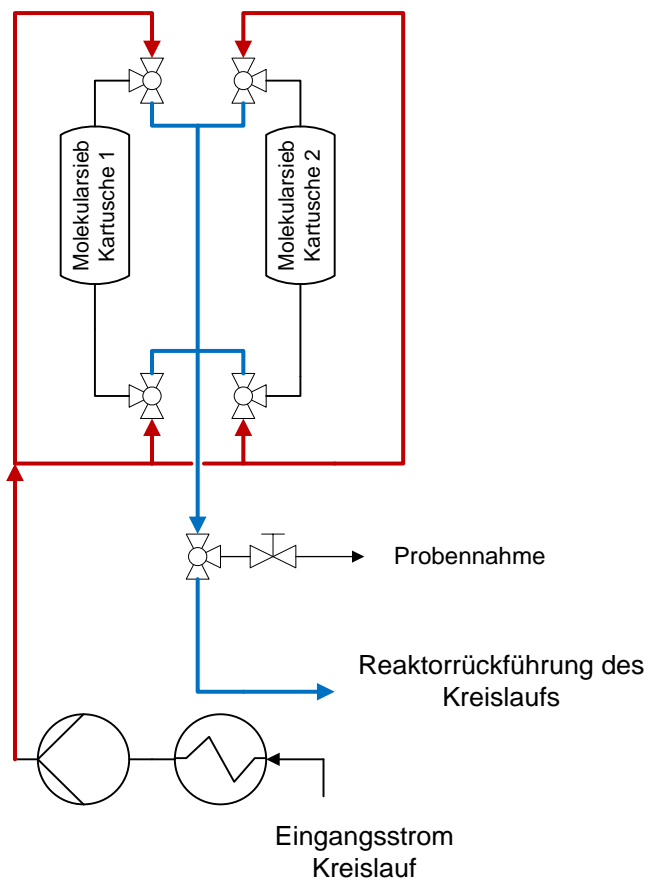 Molekularsieb
Kartusche 1
Molekularsieb
Kartusche 2
Probennahme
Reaktorrückführung des
Kreislaufs
Eingangsstrom
Kreislauf